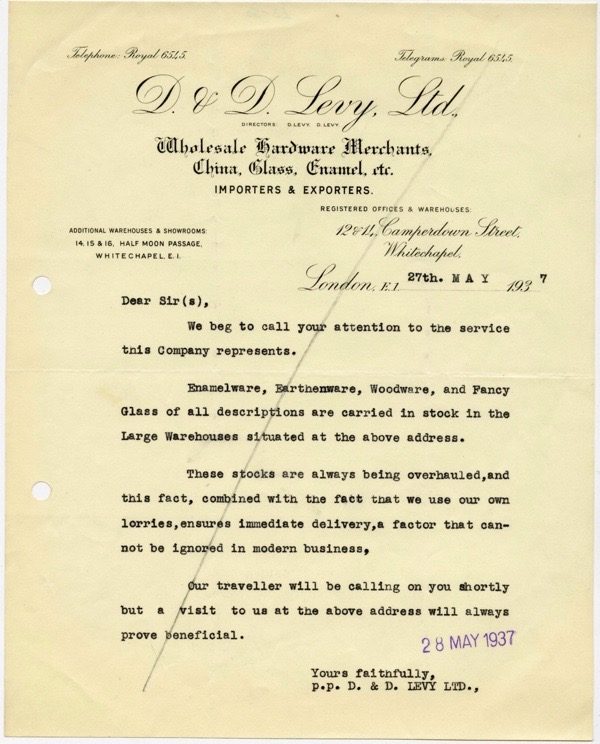 Telephone: Royal 6545.
Telegrams: Royal 6545.
D. & D. Levy, Ltd.,
DIRECTORS: D. LEVY. D. LEVY.
Wholesale Hardware Merchants,
China, Glass, Enamel, etc.
IMPORTERS & EXPORTERS.
REGISTERED OFFICES & WAREHOUSES:
12 & 14, Camperdown Street,
Whitechapel,
ADDITIONAL WAREHOUSES & SHOWROOMS:
14, 15 & 16, HALF MOON PASSAGE,
WHITECHAPEL, E.1.
London, E.1. 27th. MAY 1937
Dear Sir(s),
We beg to call your attention to the service
this Company represents.
Enamelware, Earthenware, Woodware, and Fancy
Glass of all descriptions are carried in stock in the
Large Warehouses situated at the above address.
These stocks are always being overhauled,and
this fact, combined with the fact that we use our own
lorries,ensures immediate delivery,a factor that can-
not be ignored in modern business,
Our traveller will be calling on you shortly
but a visit to us at the above address will always
prove beneficial.
28 MAY 1937
Yours faithfully,
p.p. D. & D. LEVY LTD.,